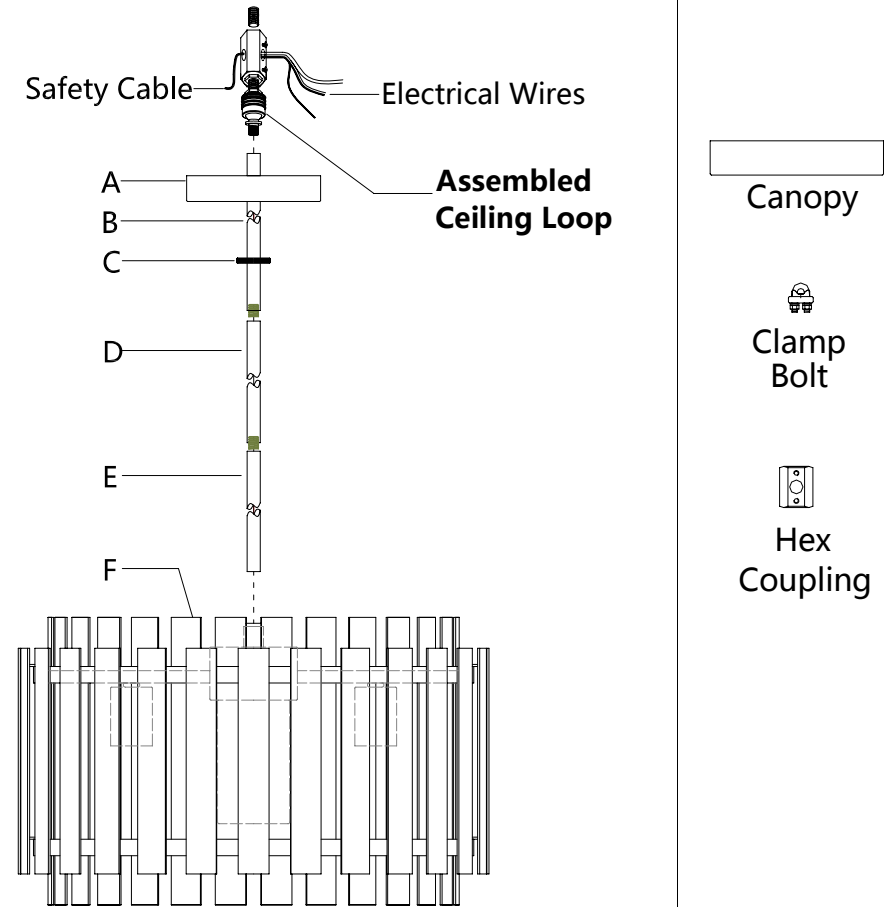 Safety Cable
Electrical Wires
A
Assembled
Ceiling Loop
B
C
D
E
F
Canopy
Clamp
Bolt
Hex
Coupling